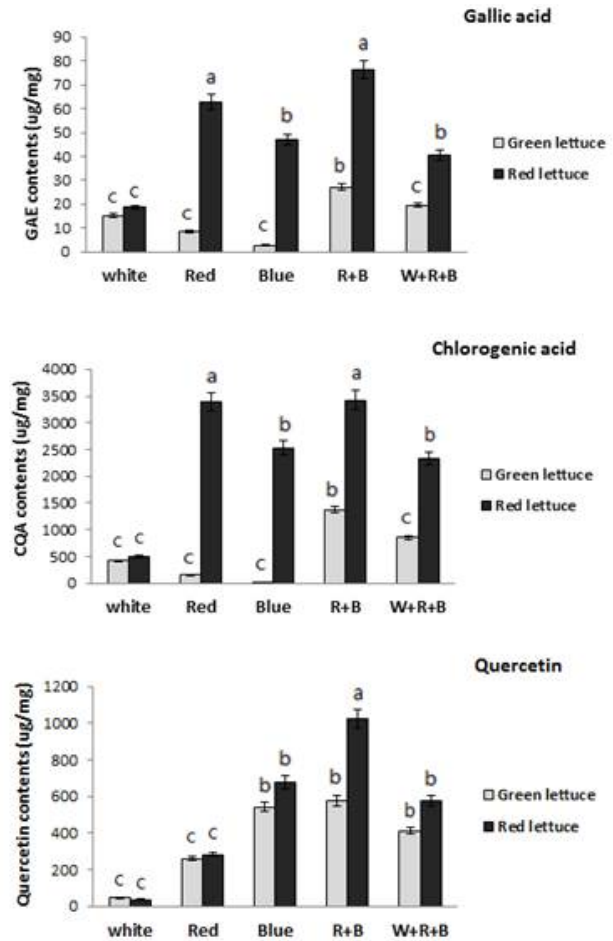 Gallic acid
GAE contents (ug/mg)
90
80
70
60
50
40
30
20
10
0
c c c a c b b a c b
white Red Blue R+B W+R+B
Green lettuce
Red lettuce
Chlorogenic acid
CQA contents (ug/mg)
4000
3500
3000
2500
2000
1500
1000
500
0
c c c a c b b a c b
white Red Blue R+B W+R+B
Green lettuce
Red lettuce
Quercetin
Quercetin contents (ug/mg)
1200
1000
800
600
400
200
0
c c c c b b b a b b
white Red Blue R+B W+R+B
Green lettuce
Red lettuce